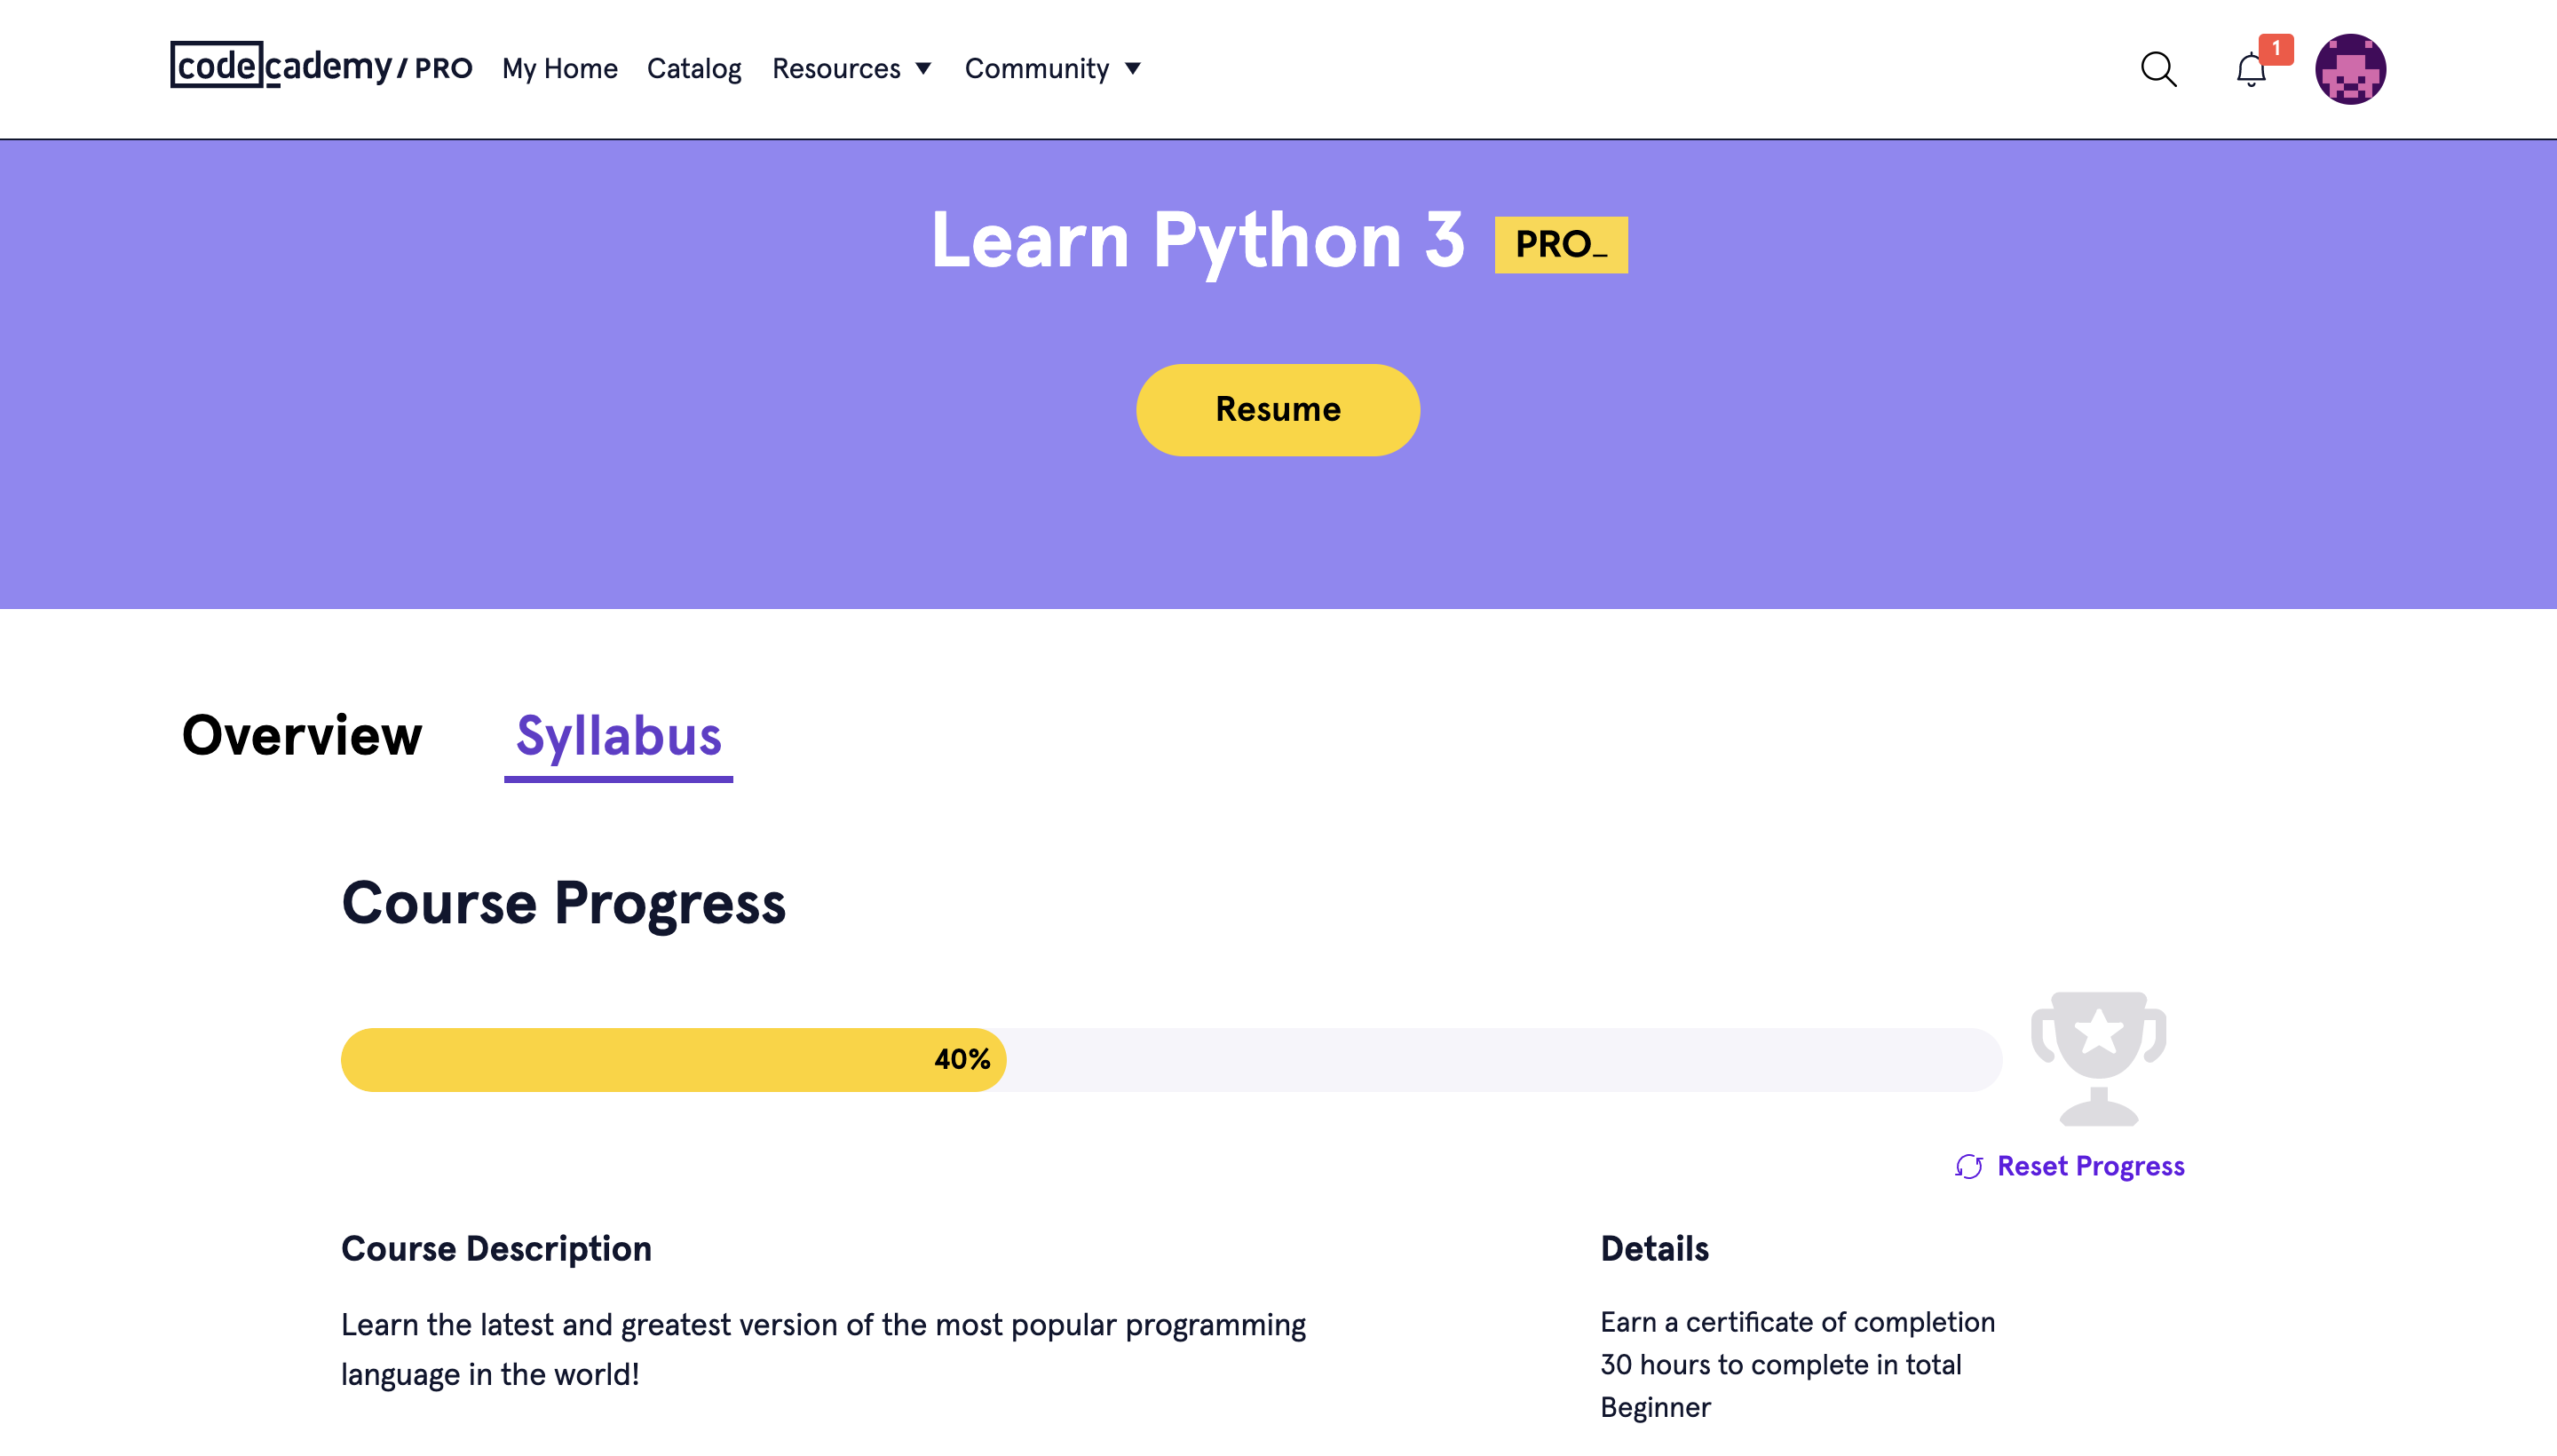 codecademy / PRO My Home Catalog Resources Community 1
Learn Python 3 PRO_
Resume
Overview Syllabus
Course Progress
40%
Reset Progress
Course Description
Learn the latest and greatest version of the most popular programming
language in the world!
Details
Earn a certificate of completion
30 hours to complete in total
Beginner